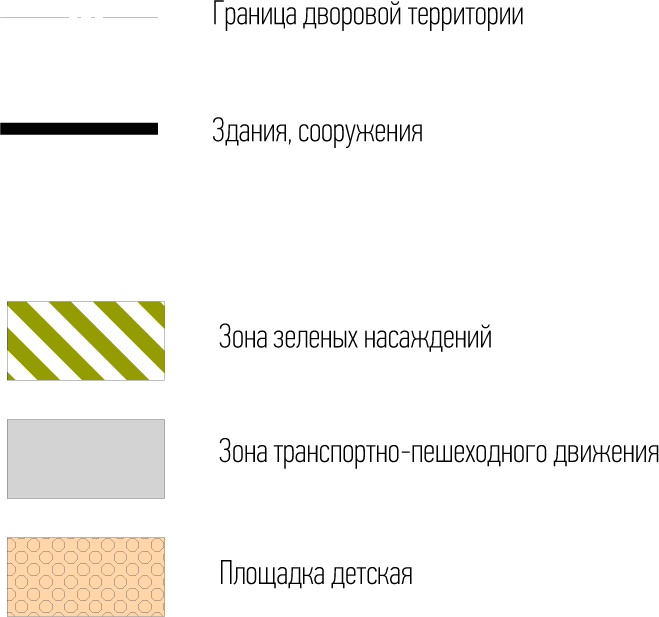 Граница дворовой территории
Здания, сооружения
Зона зеленых насаждений
Зона транспортно-пешеходного движения
Площадка детская